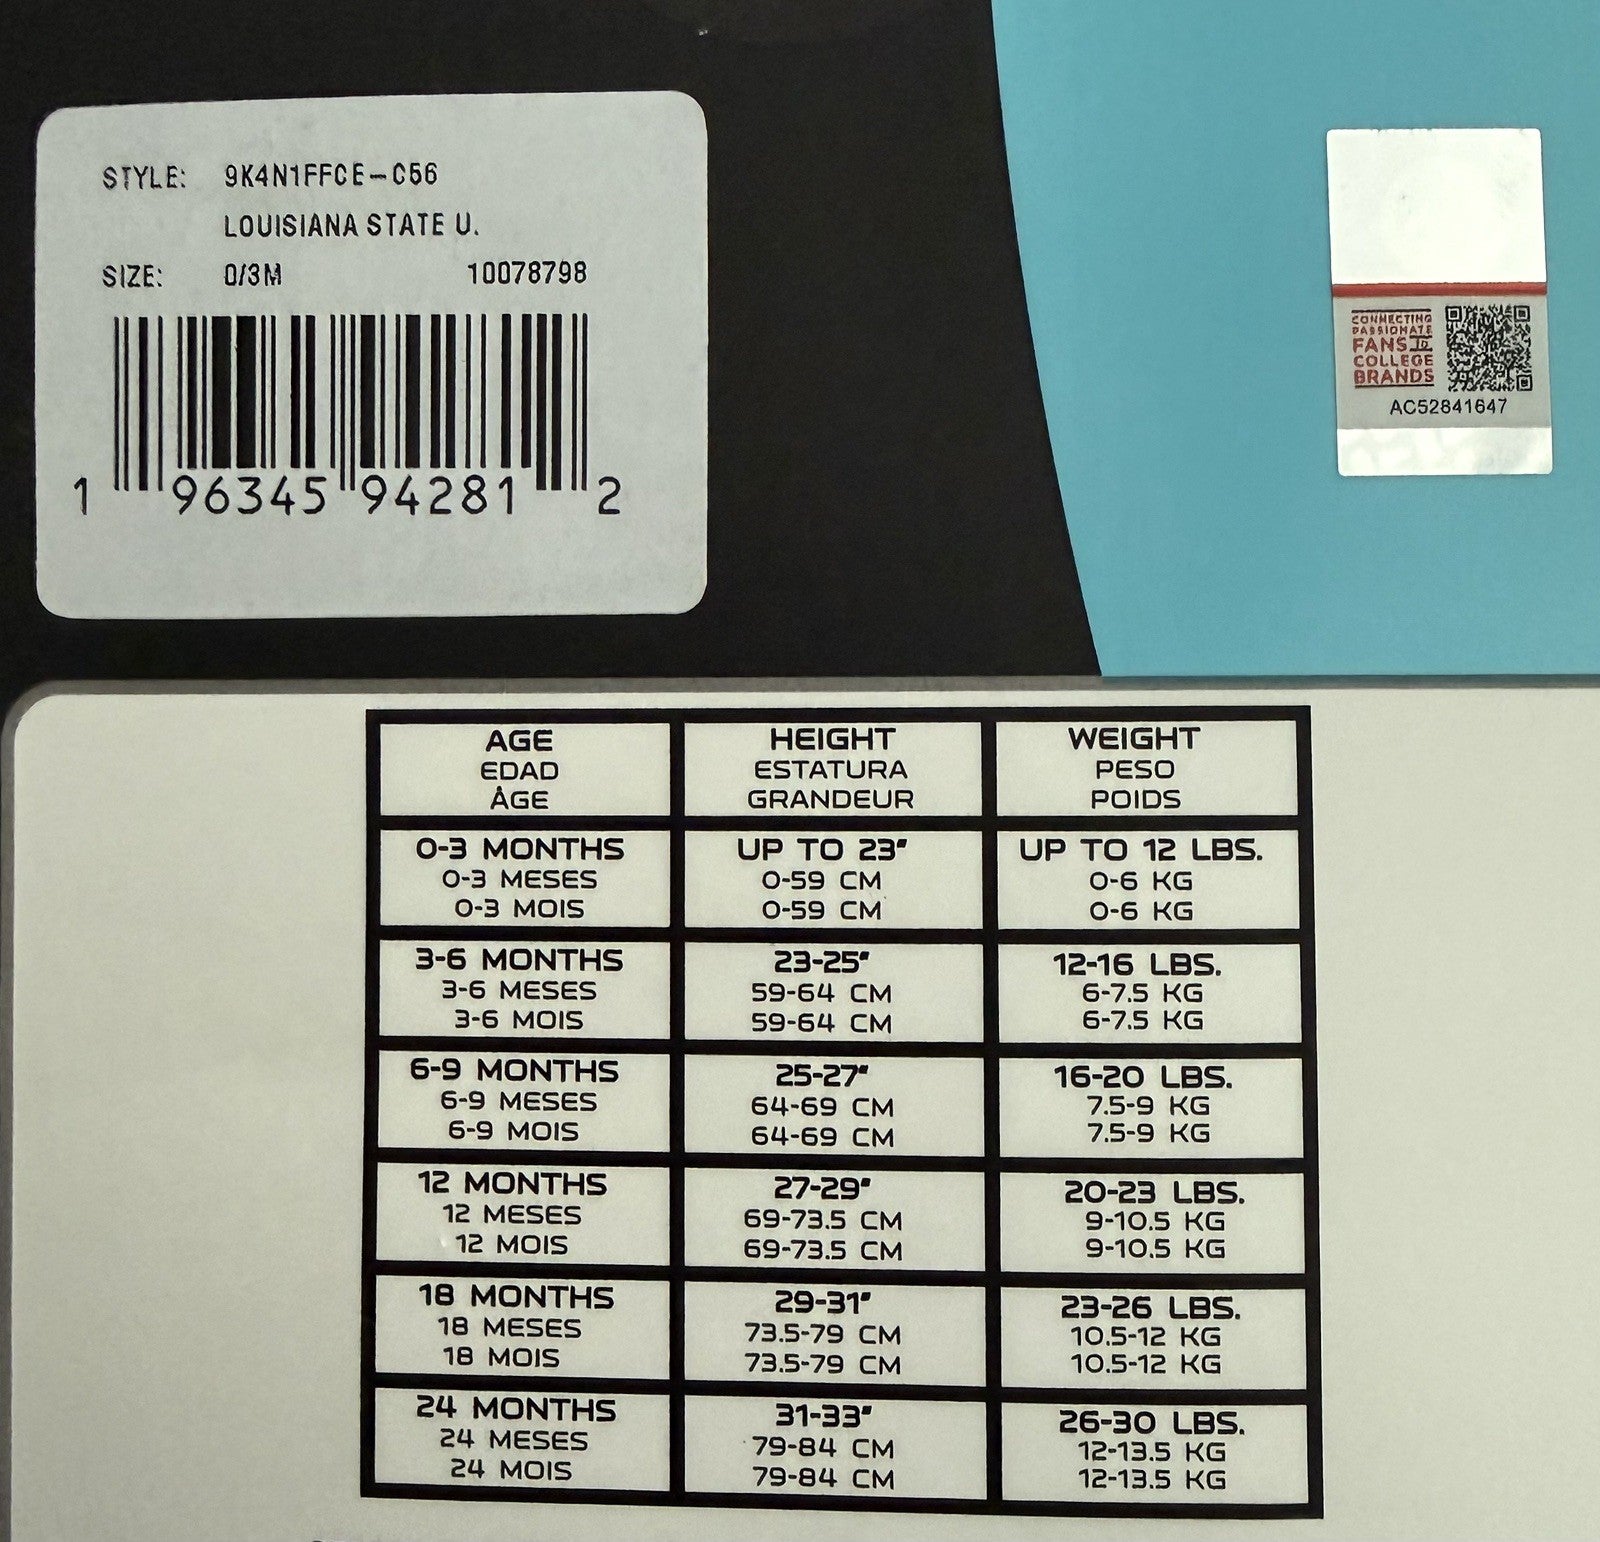 STYLE: 9K4N1FFCE-C56
LOUISIANA STATE U.
SIZE: 0/3M 10078798
1 96345 94281 2
CONNECTING
PASSIONATE
FANS TO
COLLEGE
BRANDS
AC52841647
AGE HEIGHT WEIGHT
EDAD ESTATURA PESO
ÂGE GRANDEUR POIDS
0-3 MONTHS UP TO 23" UP TO 12 LBS.
0-3 MESES 0-59 CM 0-6 KG
0-3 MOIS 0-59 CM 0-6 KG
3-6 MONTHS 23-25" 12-16 LBS.
3-6 MESES 59-64 CM 6-7.5 KG
3-6 MOIS 59-64 CM 6-7.5 KG
6-9 MONTHS 25-27" 16-20 LBS.
6-9 MESES 64-69 CM 7.5-9 KG
6-9 MOIS 64-69 CM 7.5-9 KG
12 MONTHS 27-29" 20-23 LBS.
12 MESES 69-73.5 CM 9-10.5 KG
12 MOIS 69-73.5 CM 9-10.5 KG
18 MONTHS 29-31" 23-26 LBS.
18 MESES 73.5-79 CM 10.5-12 KG
18 MOIS 73.5-79 CM 10.5-12 KG
24 MONTHS 31-33" 26-30 LBS.
24 MESES 79-84 CM 12-13.5 KG
24 MOIS 79-84 CM 12-13.5 KG